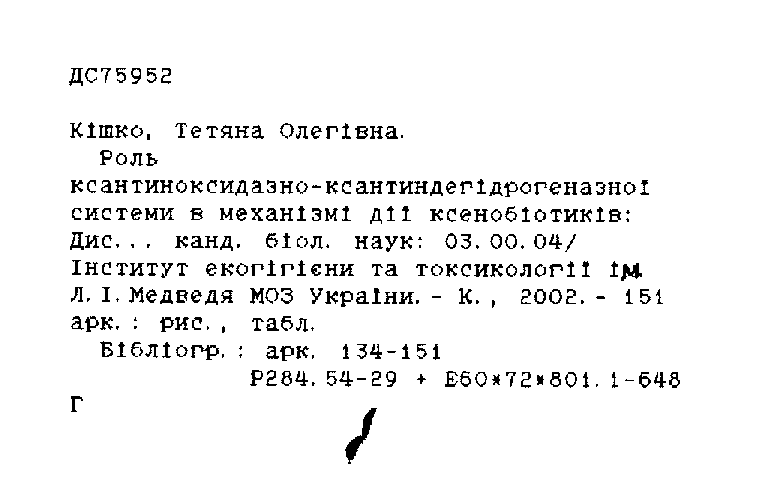 ДС75952
Кішко, Тетяна Олегівна.
Роль
ксантиноксидазно-ксантиндегідрогеназної
системи в механізмі дії ксенобіотиків:
Дис... канд. біол. наук: 03.00.04/
Інститут екогігієни та токсикології ім.
Л.І.Медведя МОЗ України.- К., 2002.- 151
арк.: рис., табл.
Бібліогр.: арк. 134-151
Р284.54-29 + Е60*72*801.1-648
Г